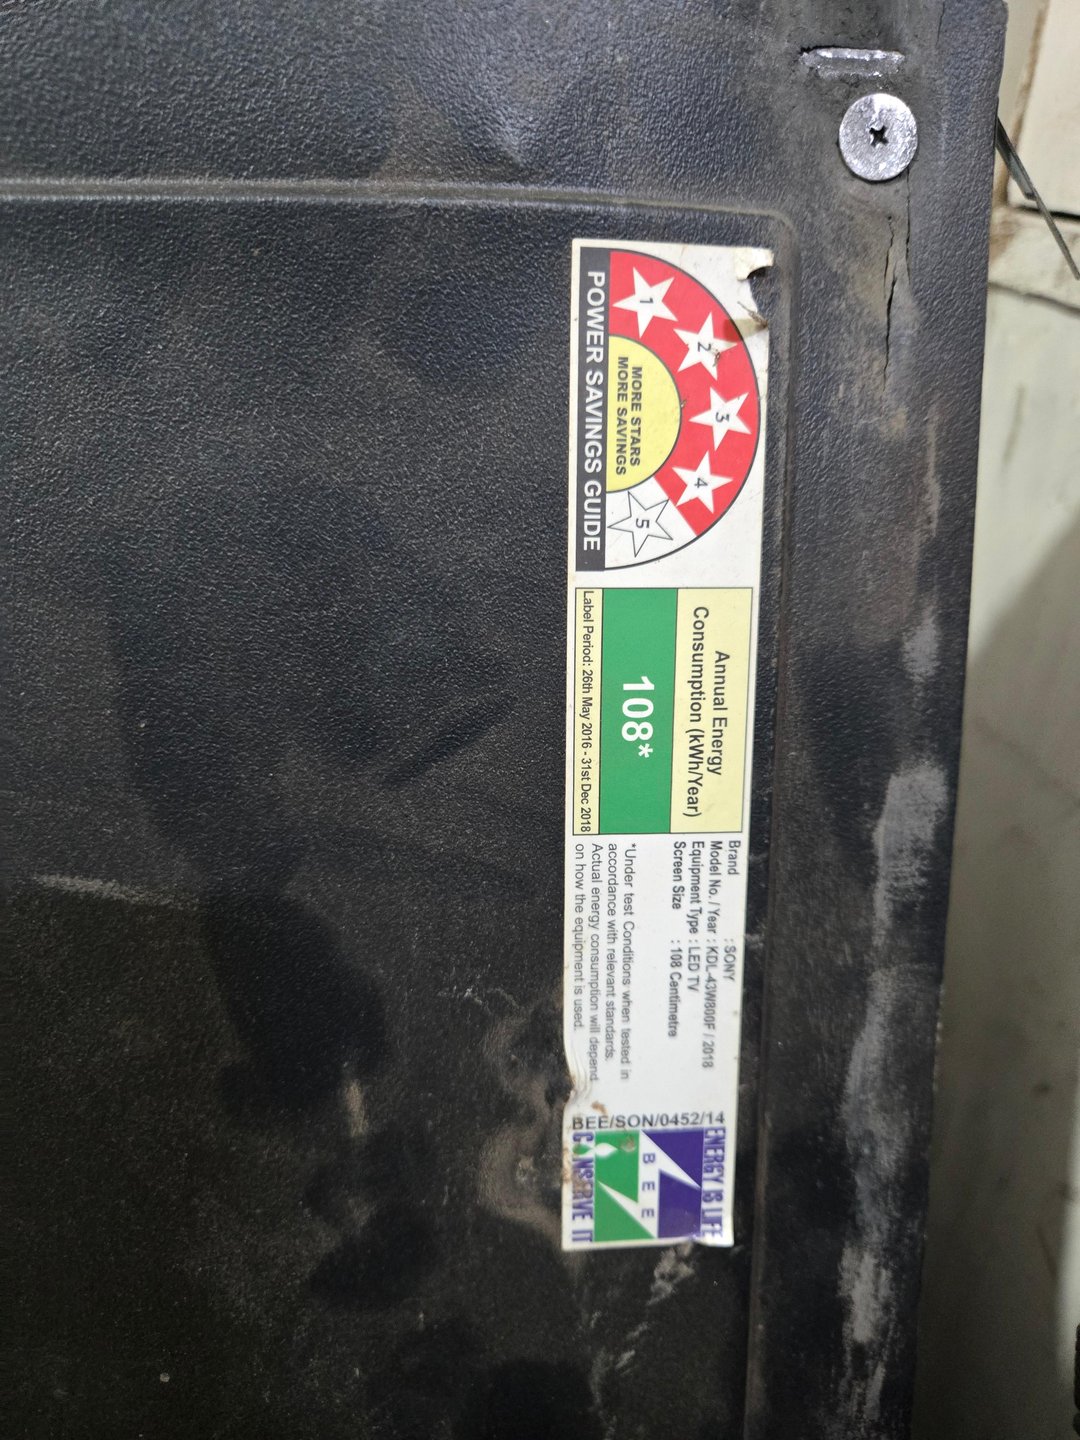 1
2
3
4
5
MORE STARS
MORE SAVINGS
POWER SAVINGS GUIDE
Annual Energy
Consumption (kWh/Year)
108*
Label Period: 26th May 2016 - 31st Dec 2018
Brand : SONY
Model No. / Year : KDL-43W800F / 2018
Equipment Type : LED TV
Screen Size : 108 Centimetre
*Under test Conditions when tested in
accordance with relevant standards.
Actual energy consumption will depend
on how the equipment is used.
BEE/SON/0452/14
ENERGY IS LIFE
BEE
CONSERVE IT